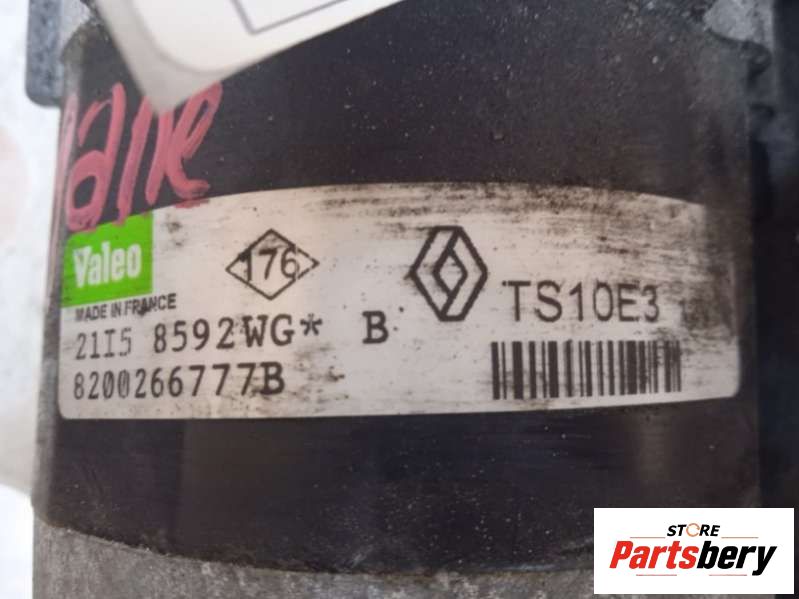 Valeo
MADE IN FRANCE
176
TS10E3
21I5 8592WG* B
8200266777B
STORE
Partsbery